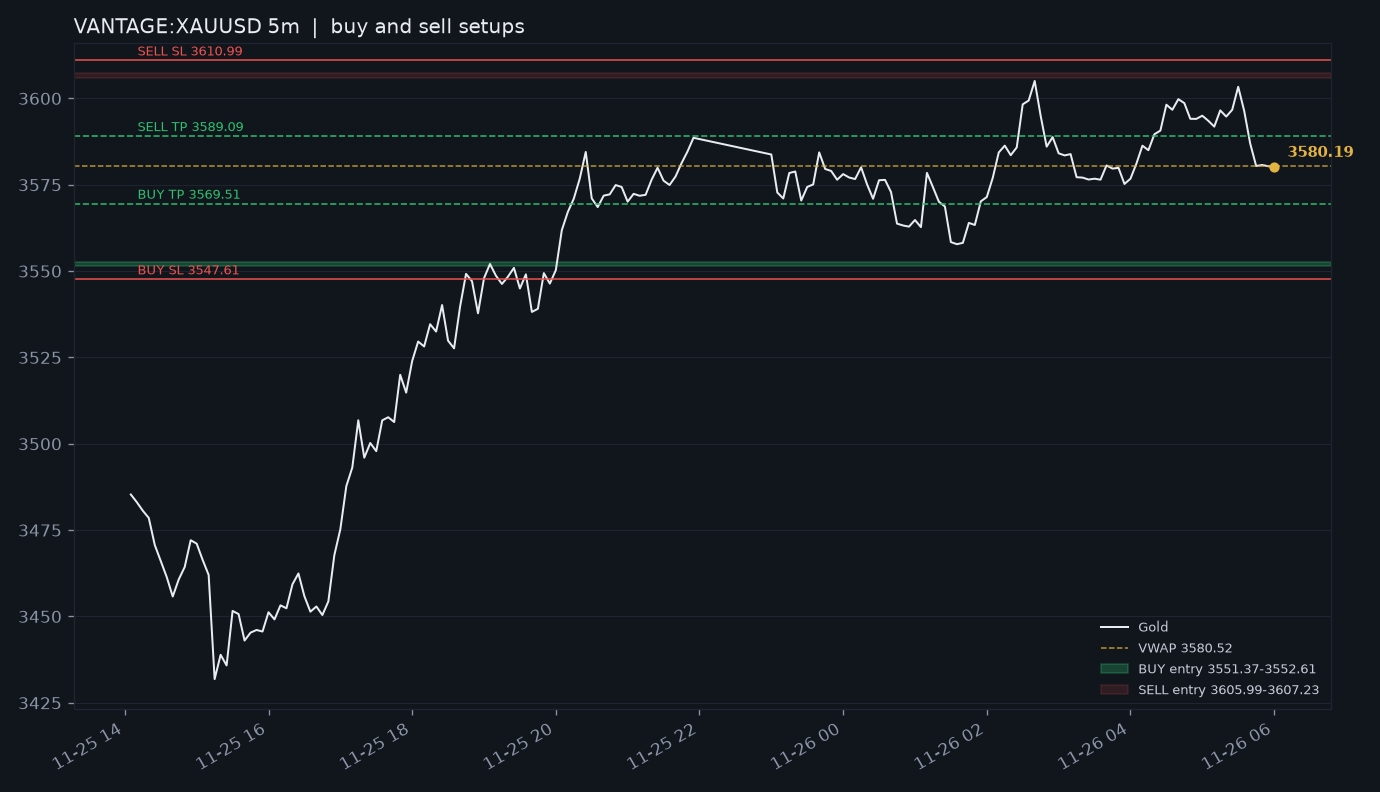 VANTAGE:XAUUSD 5m | buy and sell setups
SELL SL 3610.99
3600
SELL TP 3589.09
3580.19
3575
BUY TP 3569.51
3550
BUY SL 3547.61
3525
3500
3475
3450
3425
Gold
VWAP 3580.52
BUY entry 3551.37-3552.61
SELL entry 3605.99-3607.23
11-25 14
11-25 16
11-25 18
11-25 20
11-25 22
11-26 00
11-26 02
11-26 04
11-26 06